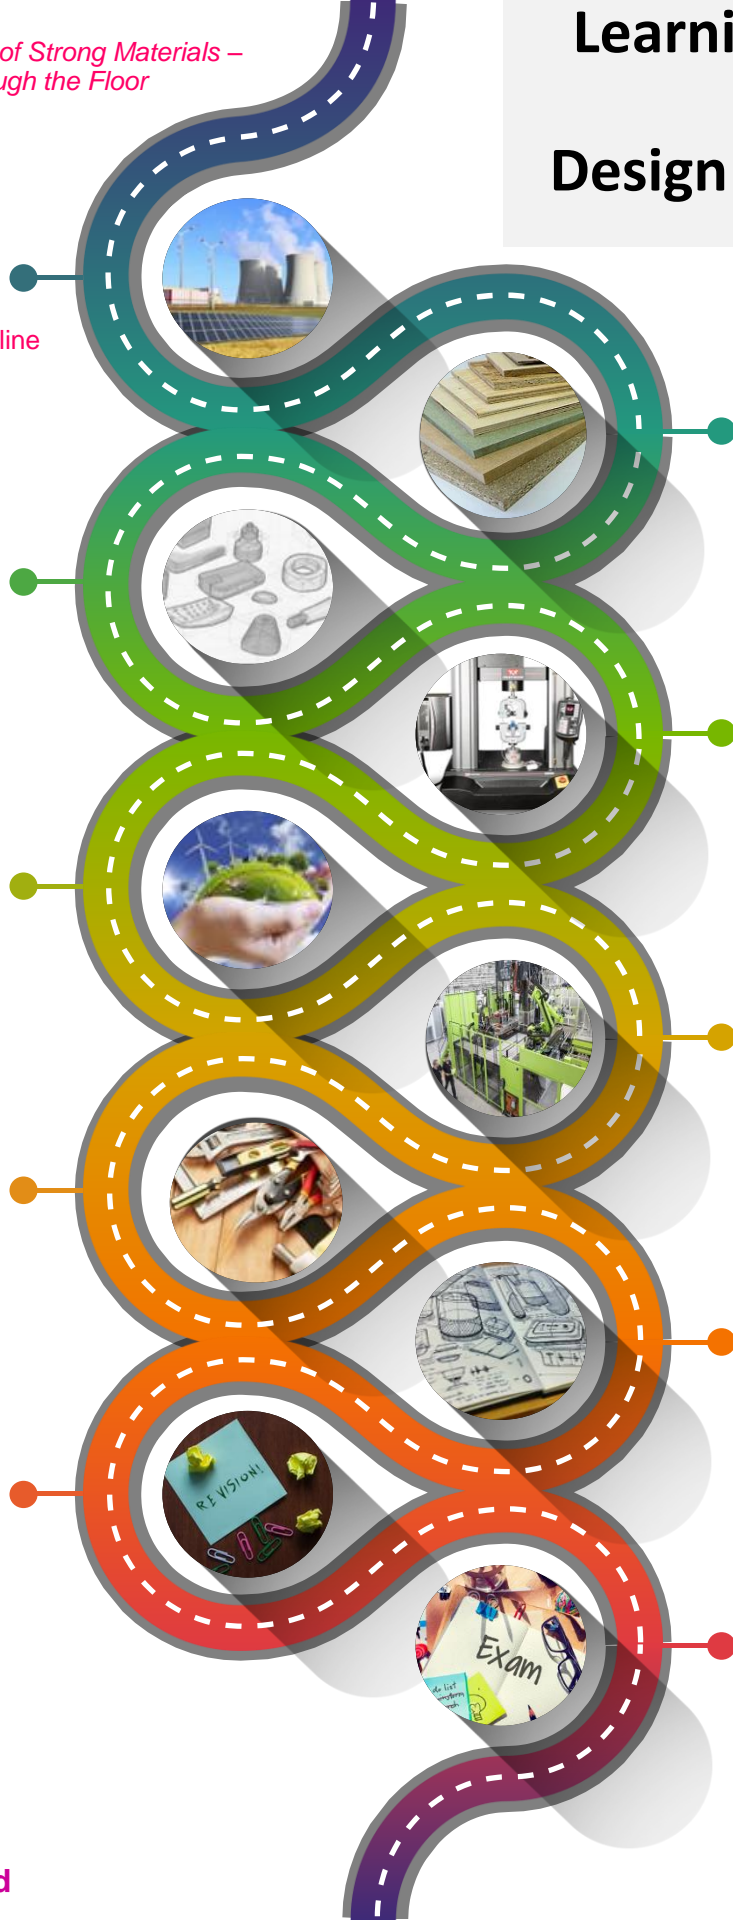 of Strong Materials –
ugh the Floor
Learni
Design
line
REVISION!
Exam
d